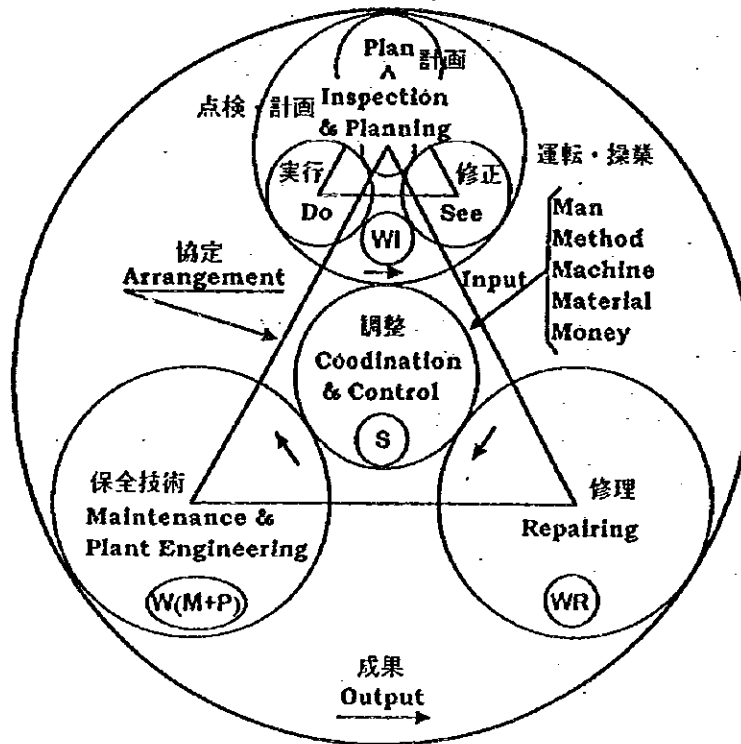 Plan
計画
点検・計画
Inspection
& Planning
実行
Do
修正
See
WI
運転・操業
Man
Method
Machine
Material
Money
Input
協定
Arrangement
調整
Coodination
& Control
S
保全技術
Maintenance &
Plant Engineering
W(M+P)
修理
Repairing
WR
成果
Output